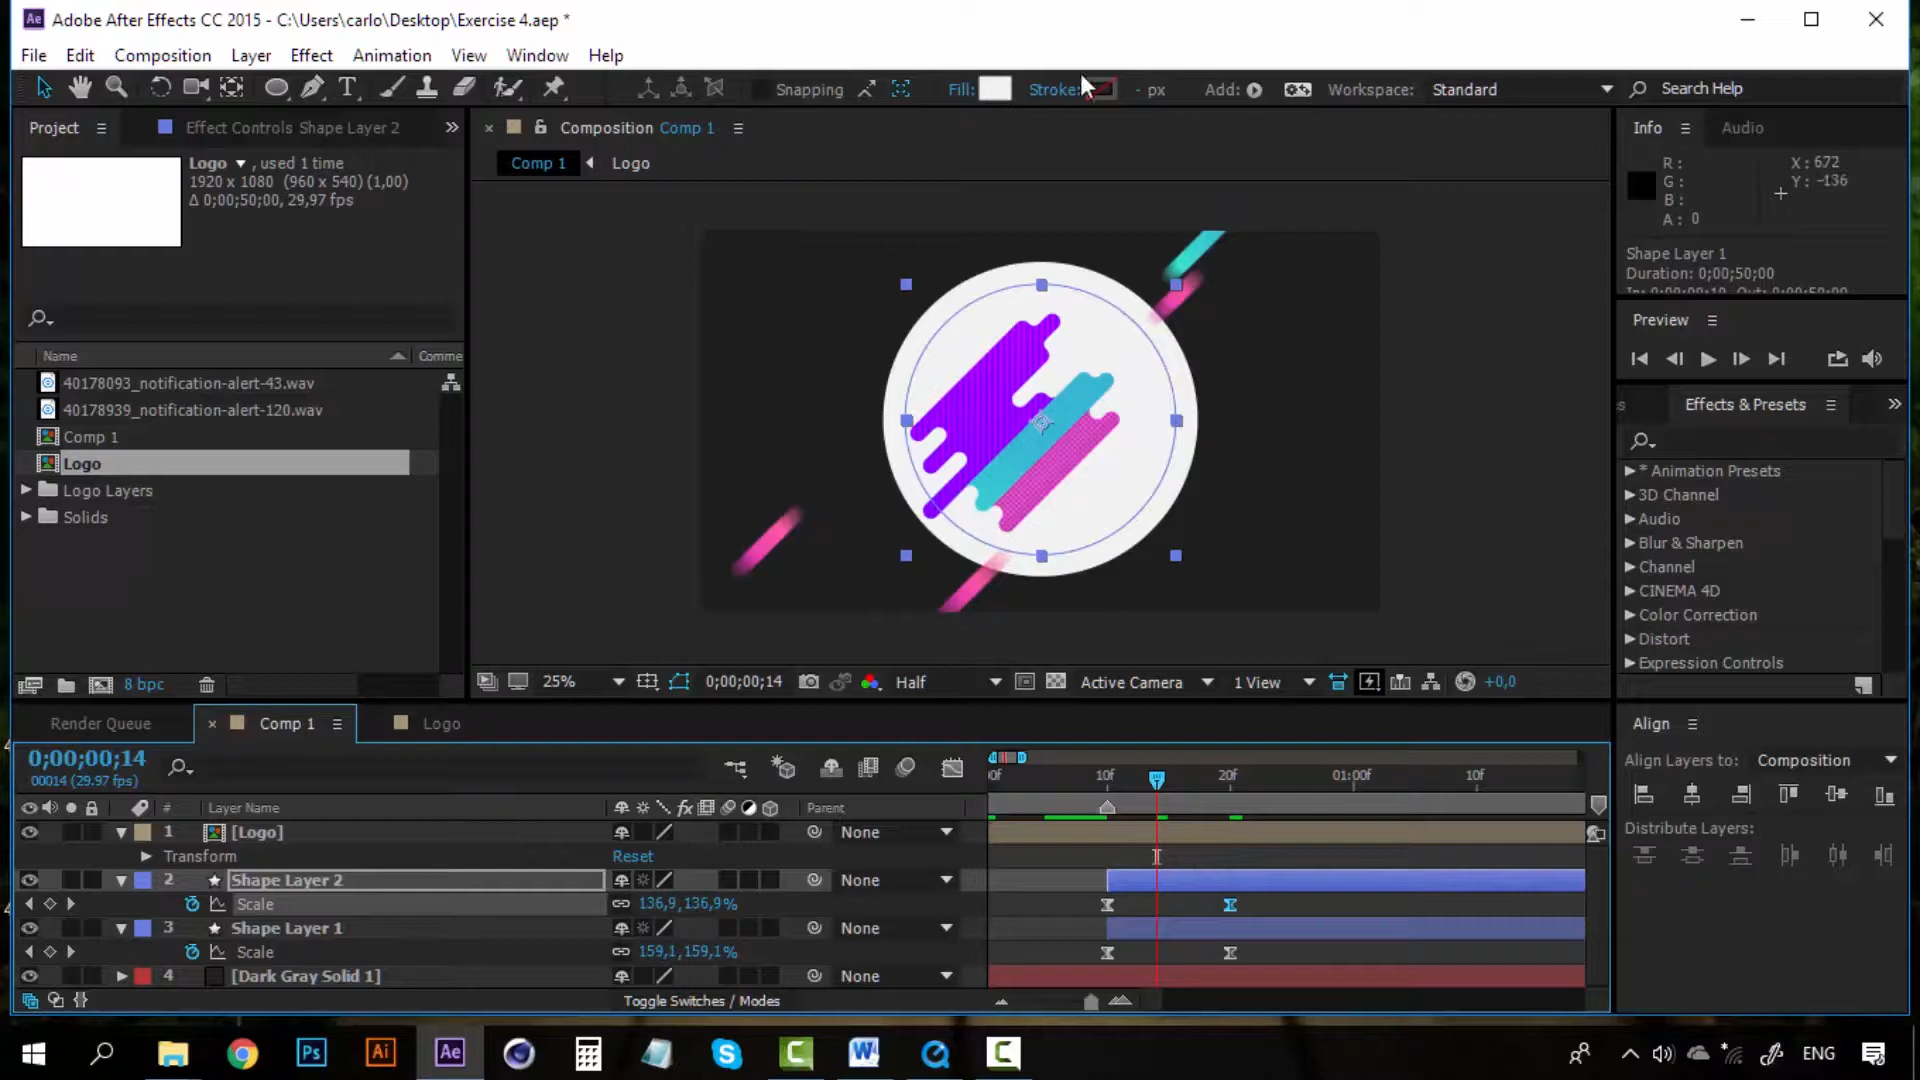 Ae Adobe After Effects CC 2015 - C:\Users\carlo\Desktop\Exercise 4.aep *
File Edit Composition Layer Effect Animation View Window Help
Snapping Fill: Stroke: - px Add: Workspace: Standard Search Help
Project Effect Controls Shape Layer 2
Composition Comp 1
Info Audio
Logo , used 1 time
1920 x 1080 (960 x 540) (1,00)
Δ 0;00;50;00, 29,97 fps
Comp 1 Logo
R:
G:
B:
A: 0
X: 672
Y: -136
Shape Layer 1
Duration: 0;00;50;00
Preview
Name Comme
40178093_notification-alert-43.wav
40178939_notification-alert-120.wav
Comp 1
Logo
Logo Layers
Solids
Effects & Presets
* Animation Presets
3D Channel
Audio
Blur & Sharpen
Channel
CINEMA 4D
Color Correction
Distort
Expression Controls
8 bpc
25% 0;00;00;14 Half Active Camera 1 View +0,0
Render Queue Comp 1 Logo
Align
0;00;00;14
00014 (29.97 fps)
00f 10f 20f 01:00f 10f
Align Layers to: Composition
# Layer Name fx Parent
Distribute Layers:
1 [Logo] None
Transform Reset
2 Shape Layer 2 None
Scale 136,9,136,9%
3 Shape Layer 1 None
Scale 159,1,159,1%
4 [Dark Gray Solid 1] None
Toggle Switches / Modes
Ps Ai Ae ENG